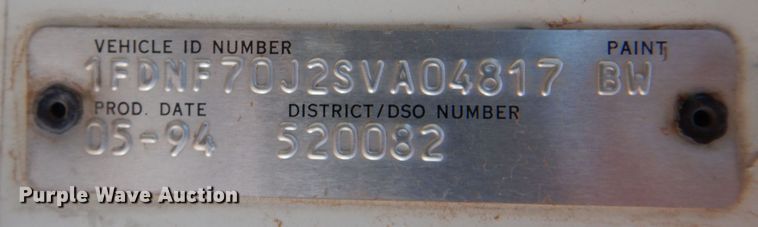 VEHICLE ID NUMBER PAINT
1FDNF70J2SVA04817 BW
PROD. DATE DISTRICT/DSO NUMBER
05-94 520082
Purple Wave Auction